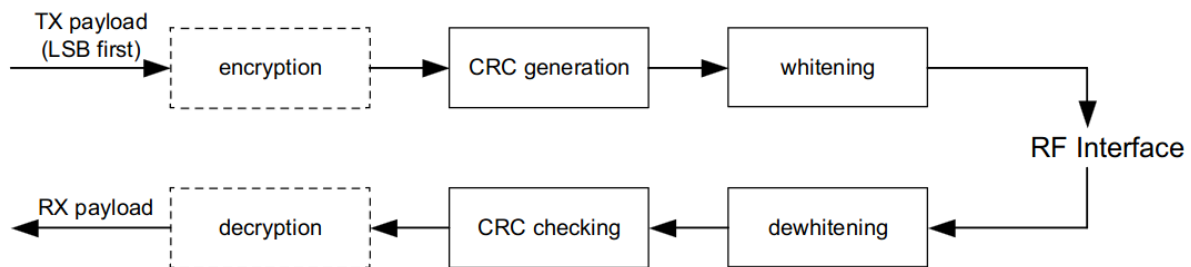 TX payload
(LSB first)
encryption
CRC generation
whitening
RF Interface
RX payload
decryption
CRC checking
dewhitening